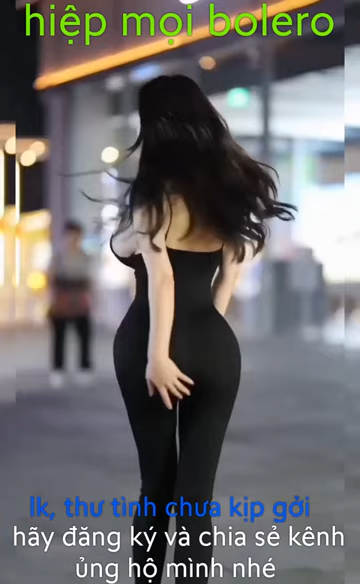 hiệp mọi bolero
lk, thư tình chưa kịp gởi
hãy đăng ký và chia sẻ kênh
ủng hộ mình nhé